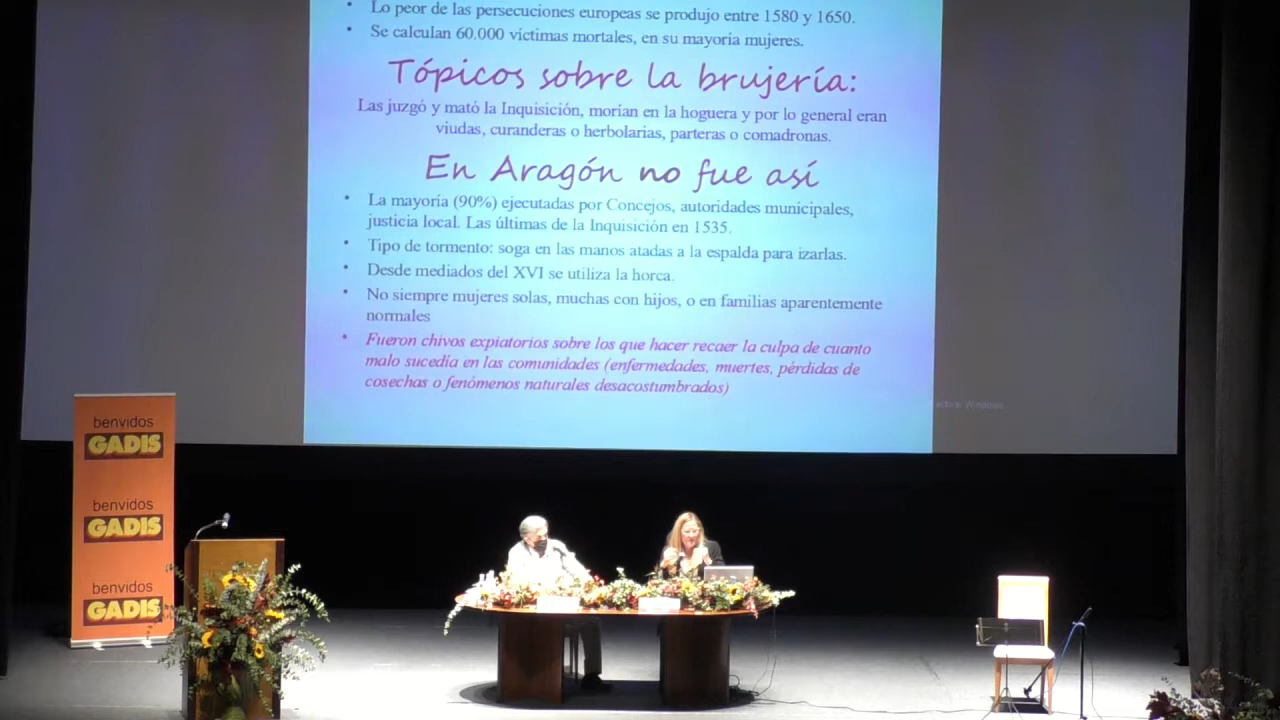 • Lo peor de las persecuciones europeas se produjo entre 1580 y 1650.
• Se calculan 60.000 víctimas mortales, en su mayoría mujeres.
Tópicos sobre la brujería:
Las juzgó y mató la Inquisición, morían en la hoguera y por lo general eran
viudas, curanderas o herbolarias, parteras o comadronas.
En Aragón no fue así
• La mayoría (90%) ejecutadas por Concejos, autoridades municipales,
justicia local. Las últimas de la Inquisición en 1535.
• Tipo de tormento: soga en las manos atadas a la espalda para izarlas.
• Desde mediados del XVI se utiliza la horca.
• No siempre mujeres solas, muchas con hijos, o en familias aparentemente
normales
• Fueron chivos expiatorios sobre los que hacer recaer la culpa de cuanto
malo sucedía en las comunidades (enfermedades, muertes, pérdidas de
cosechas o fenómenos naturales desacostumbrados)
activar Windows
benvidos
GADIS
benvidos
GADIS
benvidos
GADIS